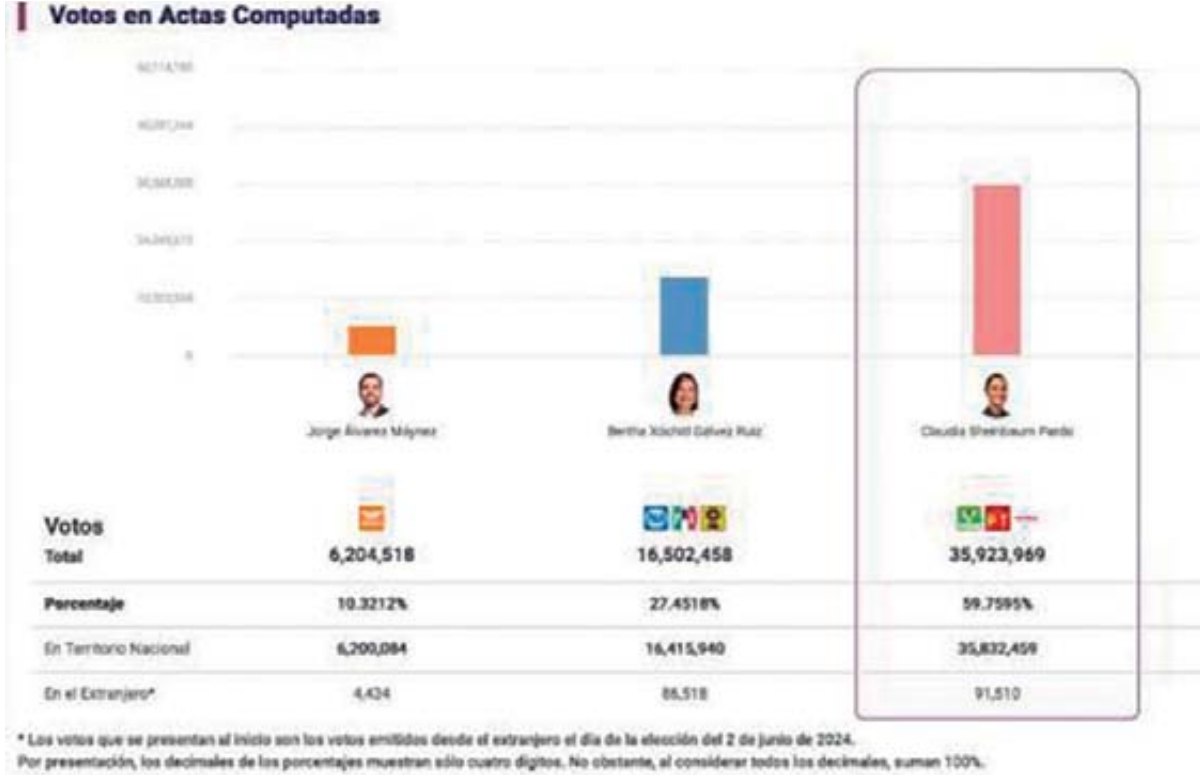 Votos en Actas Computadas
0
Jorge Álvarez Máynez Bertha Xóchitl Gálvez Ruiz Claudia Sheinbaum Pardo
Votos
Total 6,204,518 16,502,458 35,923,969
Porcentaje 10.3212% 27.4518% 59.7595%
En Territorio Nacional 6,200,084 16,415,940 35,832,459
En el Extranjero* 4,434 86,518 91,510
* Los votos que se presentan al inicio son los votos emitidos desde el extranjero el día de la elección del 2 de junio de 2024.
Por presentación, los decimales de los porcentajes muestran sólo cuatro dígitos. No obstante, al considerar todos los decimales, suman 100%.